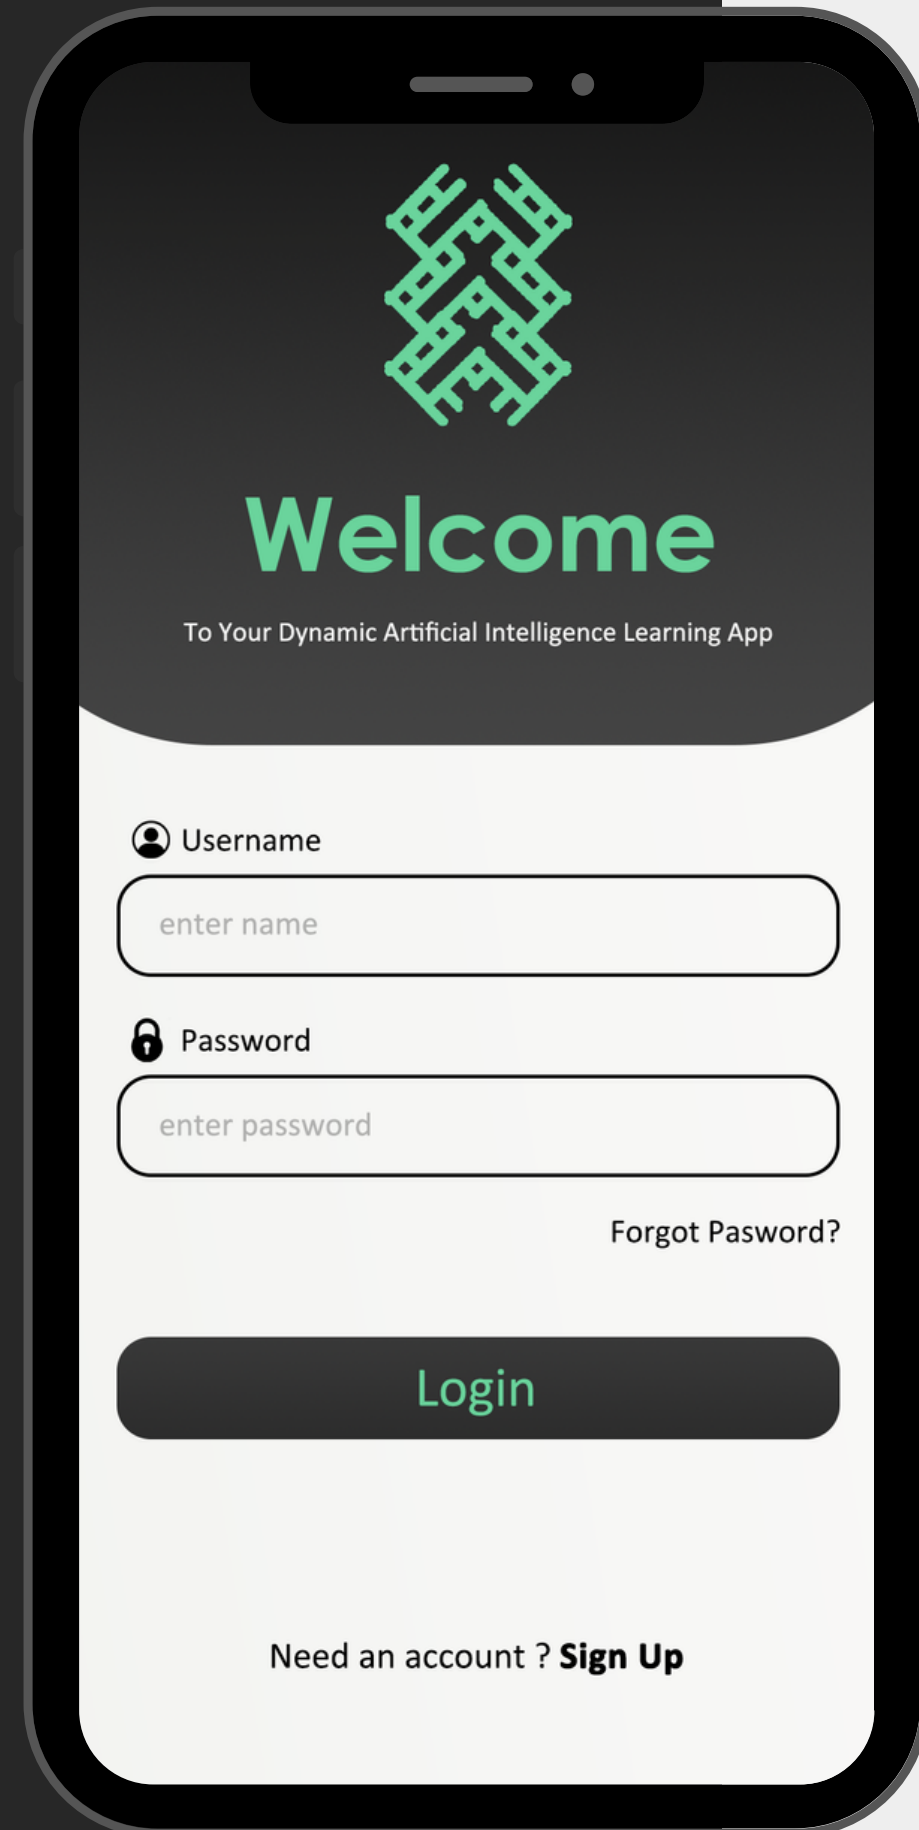 Welcome
To Your Dynamic Artificial Intelligence Learning App
Username
enter name
Password
enter password
Forgot Pasword?
Login
Need an account ? Sign Up